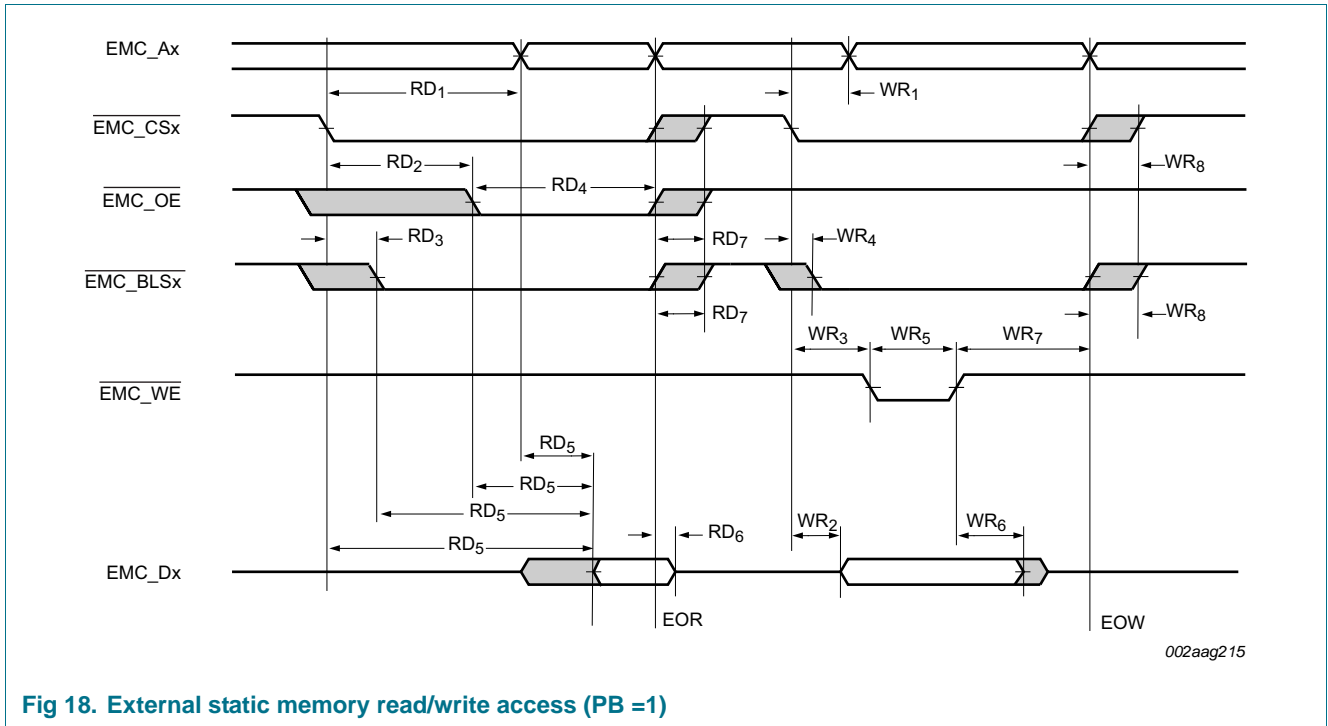 EMC_Ax
RD1
WR1
EMC_CSx
RD2
WR8
RD4
EMC_OE
RD3
RD7
WR4
EMC_BLSx
RD7
WR8
WR3
WR5
WR7
EMC_WE
RD5
RD5
RD5
WR2
WR6
RD6
RD5
EMC_Dx
EOR
EOW
002aag215
Fig 18. External static memory read/write access (PB =1)